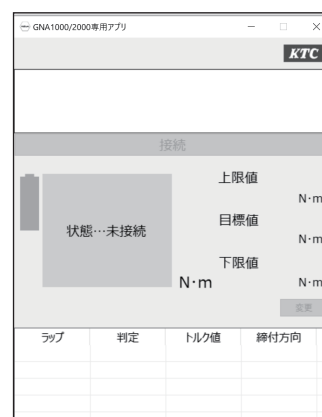 GNA1000/2000専用アプリ
KTC
接続
上限値
N·m
状態…未接続
目標値
N·m
下限値
N·m
N·m
変更
ラップ 判定 トルク値 締付方向